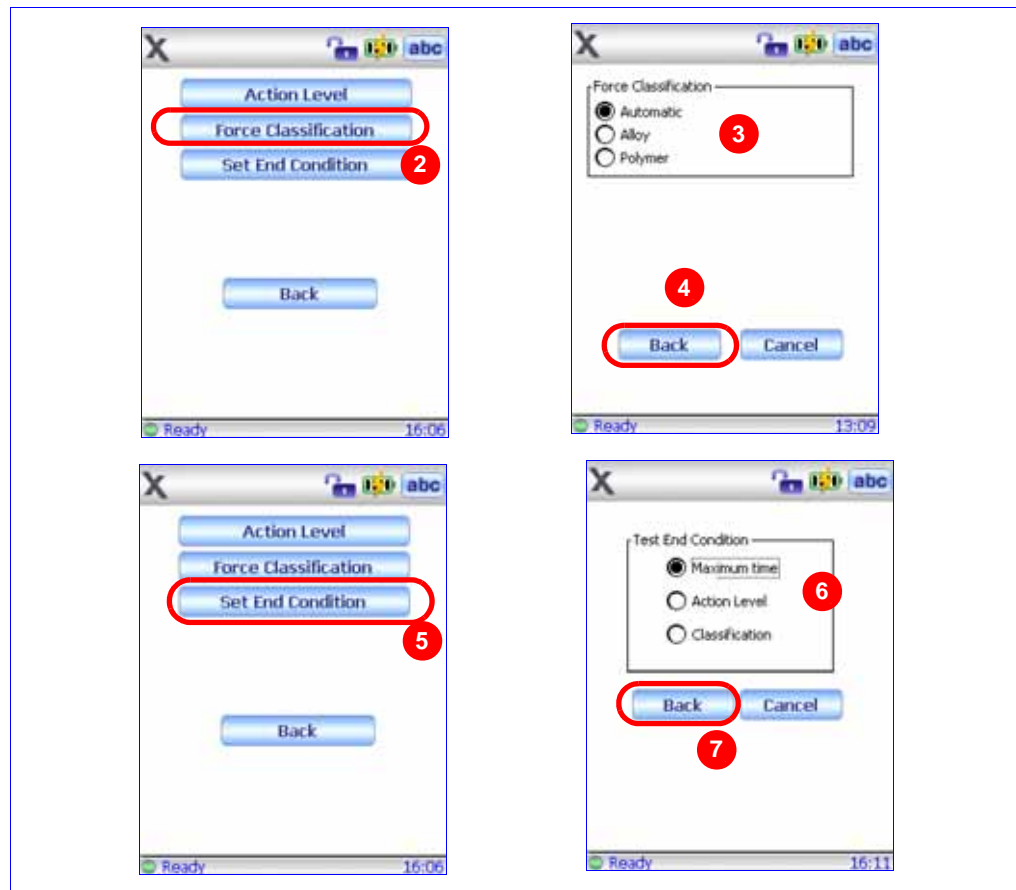 X abc
Action Level
Force Classification
Set End Condition
2
Back
Ready 16:06
X abc
Force Classification
Automatic
Alloy
Polymer
3
4
Back Cancel
Ready 13:09
X abc
Action Level
Force Classification
Set End Condition
5
Back
Ready 16:06
X abc
Test End Condition
Maximum time
Action Level
Classification
6
Back Cancel
7
Ready 16:11